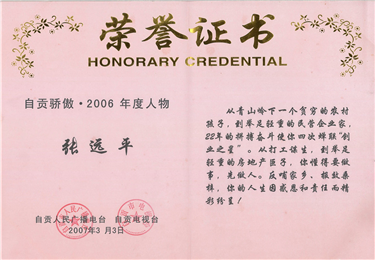 荣誉证书
HONORARY CREDENTIAL
自贡骄傲·2006 年度人物
张远平
自贡人民广播电台 自贡电视台
2007年3月3日
从青山岭下一个贫穷的农村
孩子，到举足轻重的民营企业家，
22年的拼搏奋斗使你四次蝉联“创
业之星”。从打工谋生，到举足轻
重的房地产巨子，你懂得要做
事，先做人。反哺家乡、极救桑
梓，你的人生因感恩和责任而精
彩纷呈！